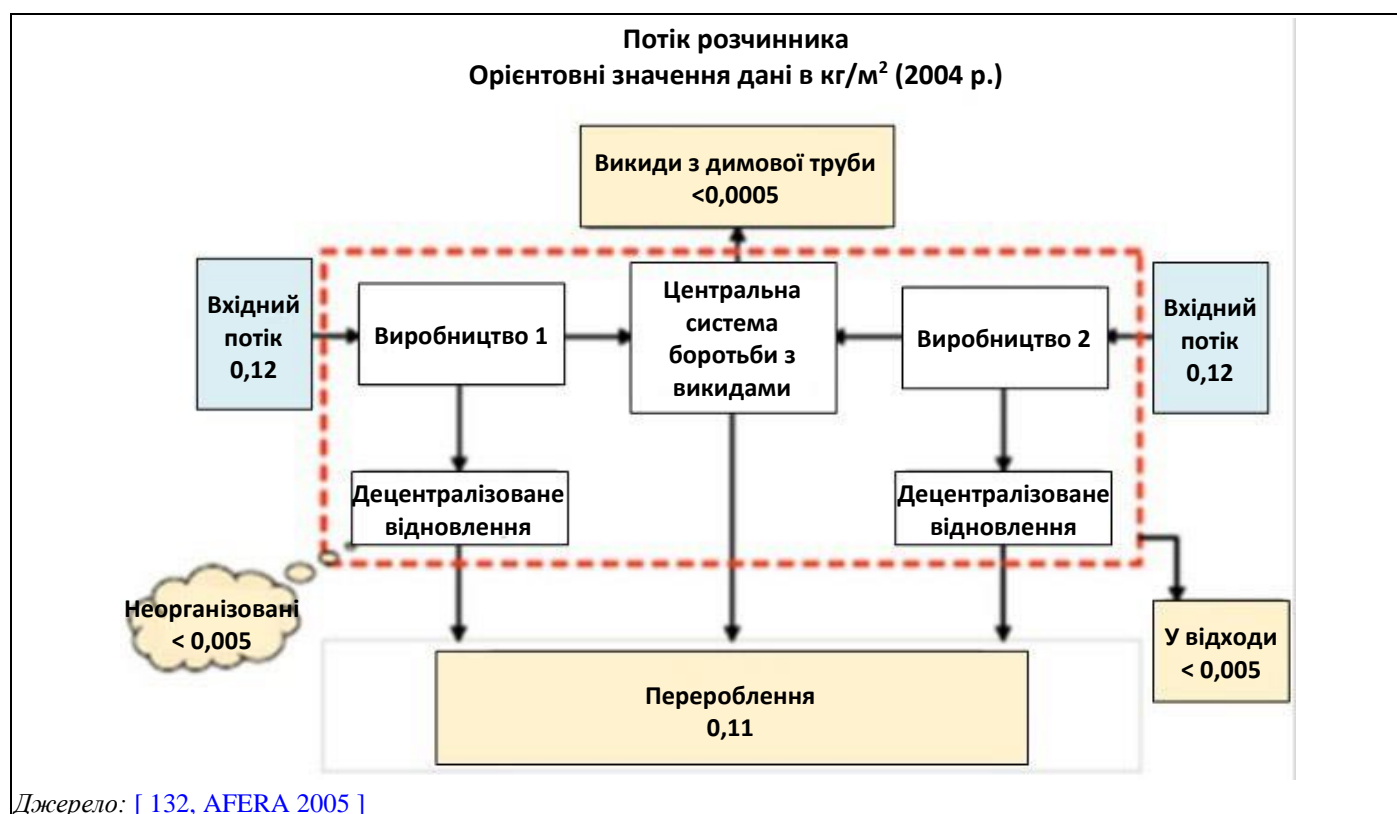 Потік розчинника
Орієнтовні значення дані в кг/м² (2004 р.)
Викиди з димової труби
<0,0005
Вхідний
потік
0,12
Виробництво 1
Центральна
система
боротьби з
викидами
Виробництво 2
Вхідний
потік
0,12
Децентралізоване
відновлення
Децентралізоване
відновлення
Неорганізовані
< 0,005
У відходи
< 0,005
Перероблення
0,11
Джерело: [ 132, AFERA 2005 ]